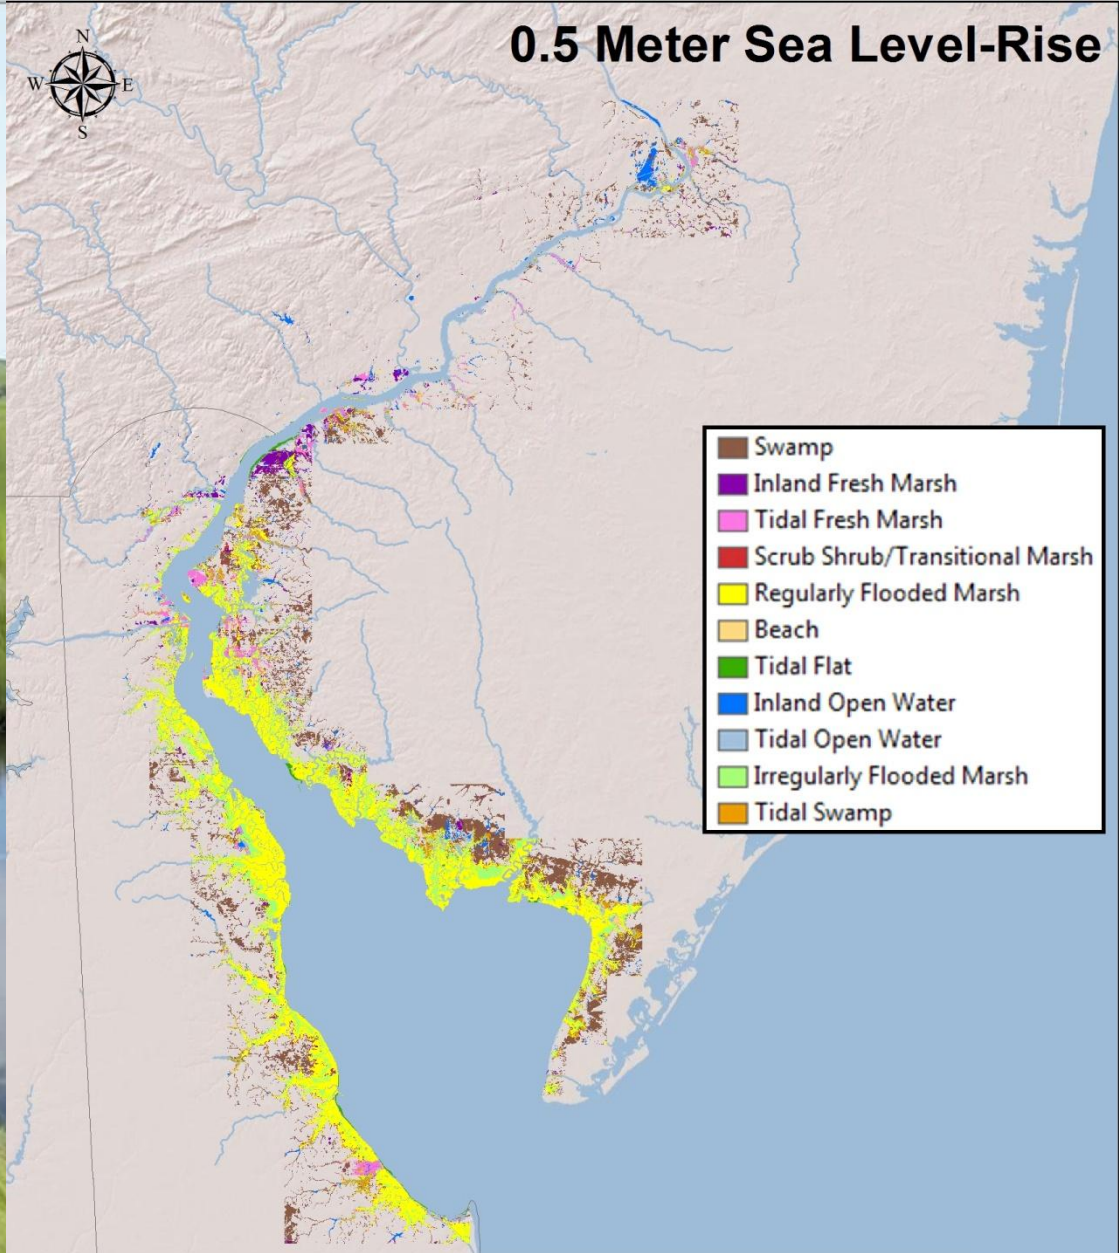 0.5 Meter Sea Level-Rise
N
W E
S
Swamp
Inland Fresh Marsh
Tidal Fresh Marsh
Scrub Shrub/Transitional Marsh
Regularly Flooded Marsh
Beach
Tidal Flat
Inland Open Water
Tidal Open Water
Irregularly Flooded Marsh
Tidal Swamp